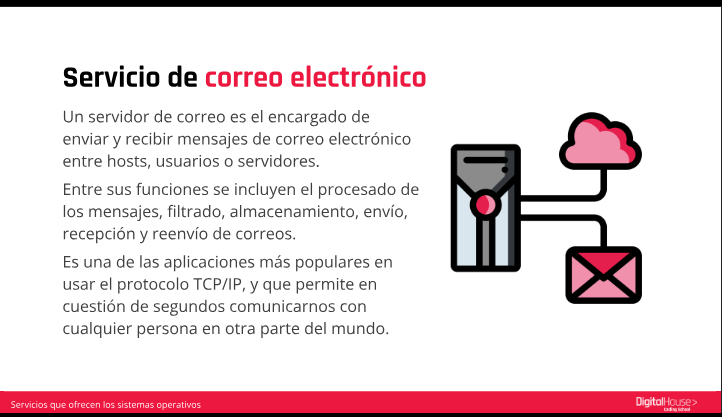 Servicio de correo electrónico
Un servidor de correo es el encargado de
enviar y recibir mensajes de correo electrónico
entre hosts, usuarios o servidores.
Entre sus funciones se incluyen el procesado de
los mensajes, filtrado, almacenamiento, envío,
recepción y reenvío de correos.
Es una de las aplicaciones más populares en
usar el protocolo TCP/IP, y que permite en
cuestión de segundos comunicarnos con
cualquier persona en otra parte del mundo.
Servicios que ofrecen los sistemas operativos
DigitalHouse>
Coding School